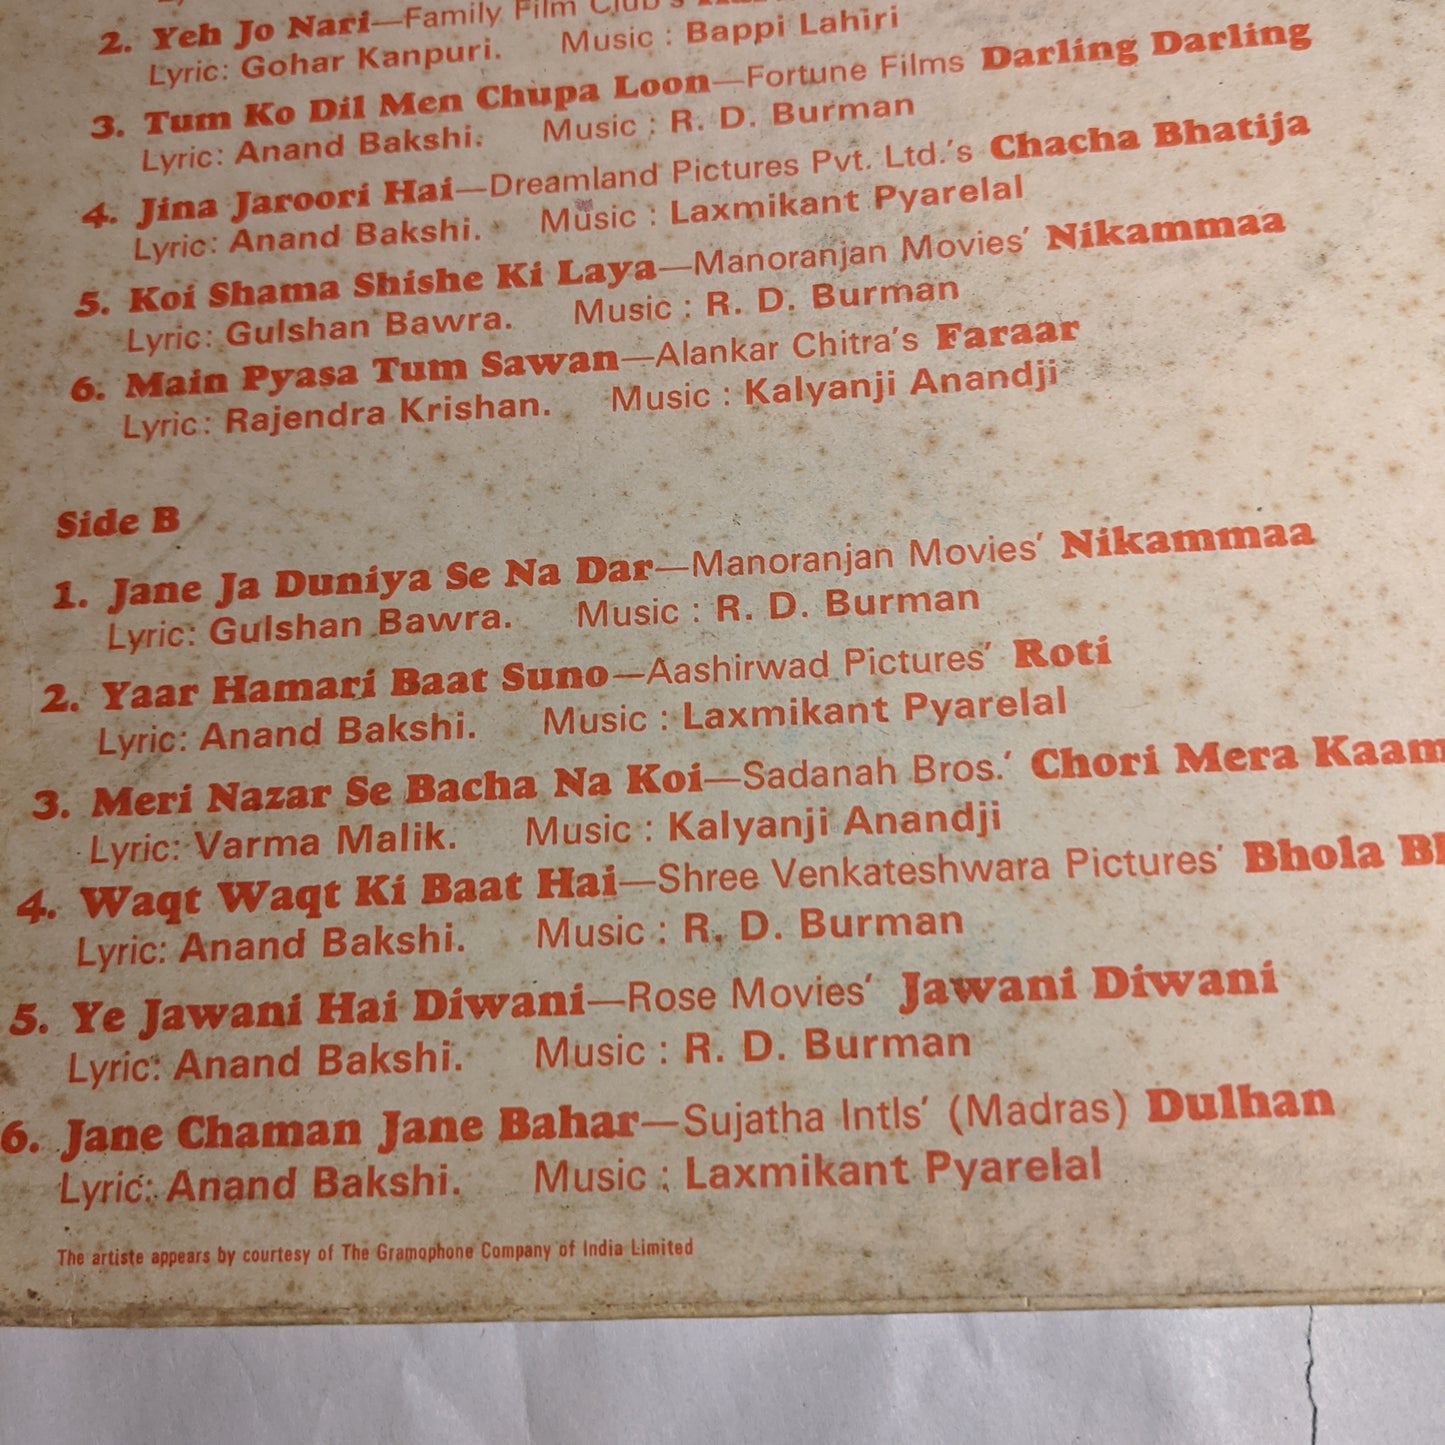 2. Yeh Jo Nari—Family Film Club's
Lyric: Gohar Kanpuri. Music : Bappi Lahiri
3. Tum Ko Dil Men Chupa Loon—Fortune Films Darling Darling
Lyric: Anand Bakshi. Music : R. D. Burman
4. Jina Jaroori Hai—Dreamland Pictures Pvt. Ltd.'s Chacha Bhatija
Lyric: Anand Bakshi. Music : Laxmikant Pyarelal
5. Koi Shama Shishe Ki Laya—Manoranjan Movies' Nikammaa
Lyric: Gulshan Bawra. Music : R. D. Burman
6. Main Pyasa Tum Sawan—Alankar Chitra's Faraar
Lyric: Rajendra Krishan. Music : Kalyanji Anandji
Side B
1. Jane Ja Duniya Se Na Dar—Manoranjan Movies' Nikammaa
Lyric: Gulshan Bawra. Music : R. D. Burman
2. Yaar Hamari Baat Suno—Aashirwad Pictures' Roti
Lyric: Anand Bakshi. Music : Laxmikant Pyarelal
3. Meri Nazar Se Bacha Na Koi—Sadanah Bros.' Chori Mera Kaam
Lyric: Varma Malik. Music : Kalyanji Anandji
4. Waqt Waqt Ki Baat Hai—Shree Venkateshwara Pictures' Bhola
Lyric: Anand Bakshi. Music : R. D. Burman
5. Ye Jawani Hai Diwani—Rose Movies' Jawani Diwani
Lyric: Anand Bakshi. Music : R. D. Burman
6. Jane Chaman Jane Bahar—Sujatha Intls' (Madras) Dulhan
Lyric: Anand Bakshi. Music : Laxmikant Pyarelal
The artiste appears by courtesy of The Gramophone Company of India Limited